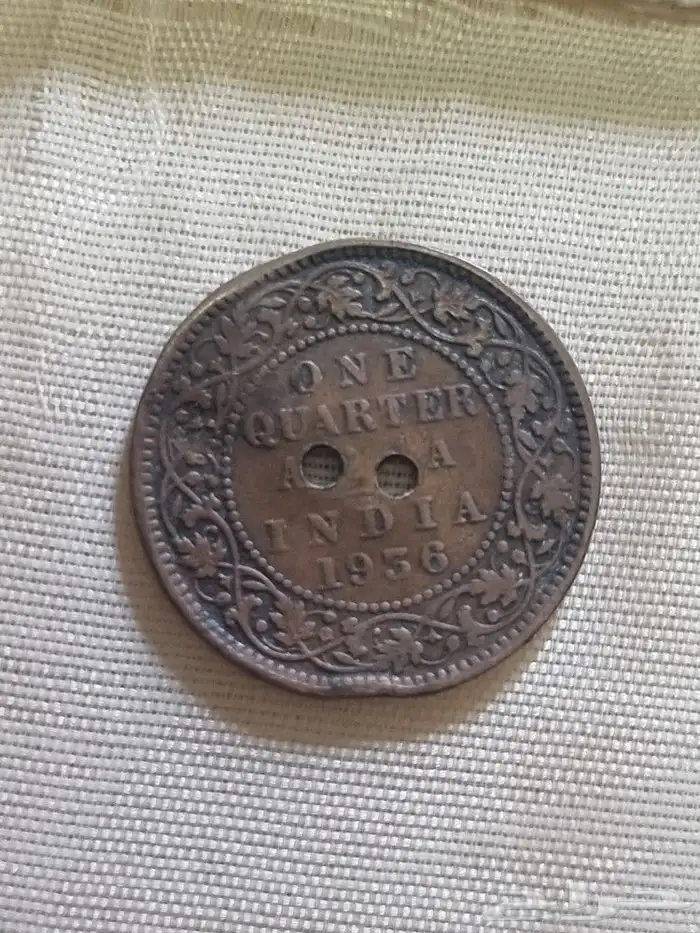 ONE
QUARTER
A A
INDIA
1936